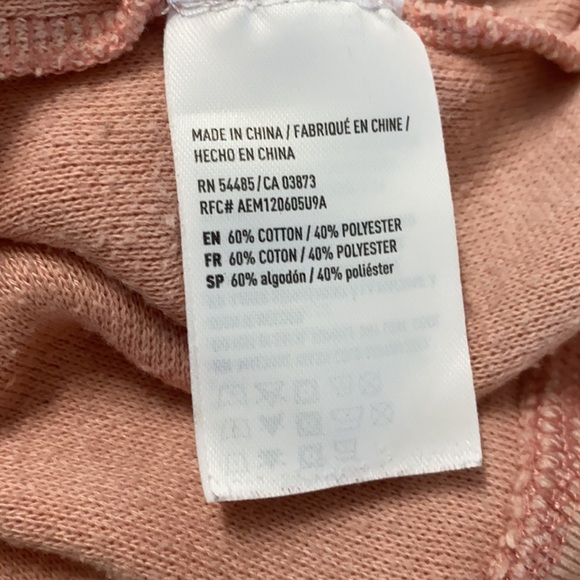 MADE IN CHINA / FABRIQUÉ EN CHINE /
HECHO EN CHINA
RN 54485/CA 03873
RFC# AEM120605U9A
EN 60% COTTON / 40% POLYESTER
FR 60% COTON / 40% POLYESTER
SP 60% algodón / 40% poliéster